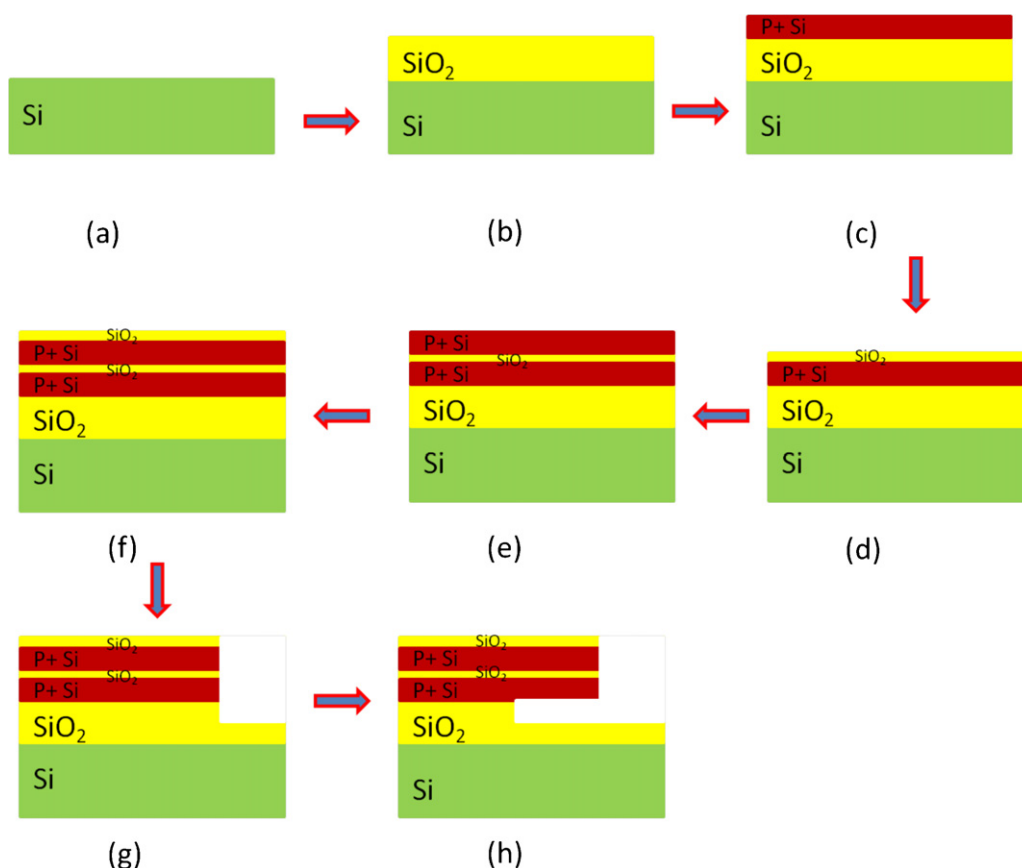 Si
(a)
SiO₂
Si
(b)
P+ Si
SiO₂
Si
(c)
SiO₂
P+ Si
SiO₂
Si
(d)
P+ Si
SiO₂
P+ Si
SiO₂
Si
(e)
SiO₂
P+ Si
SiO₂
P+ Si
SiO₂
Si
(f)
SiO₂
P+ Si
SiO₂
P+ Si
SiO₂
Si
(g)
SiO₂
P+ Si
SiO₂
P+ Si
SiO₂
Si
(h)